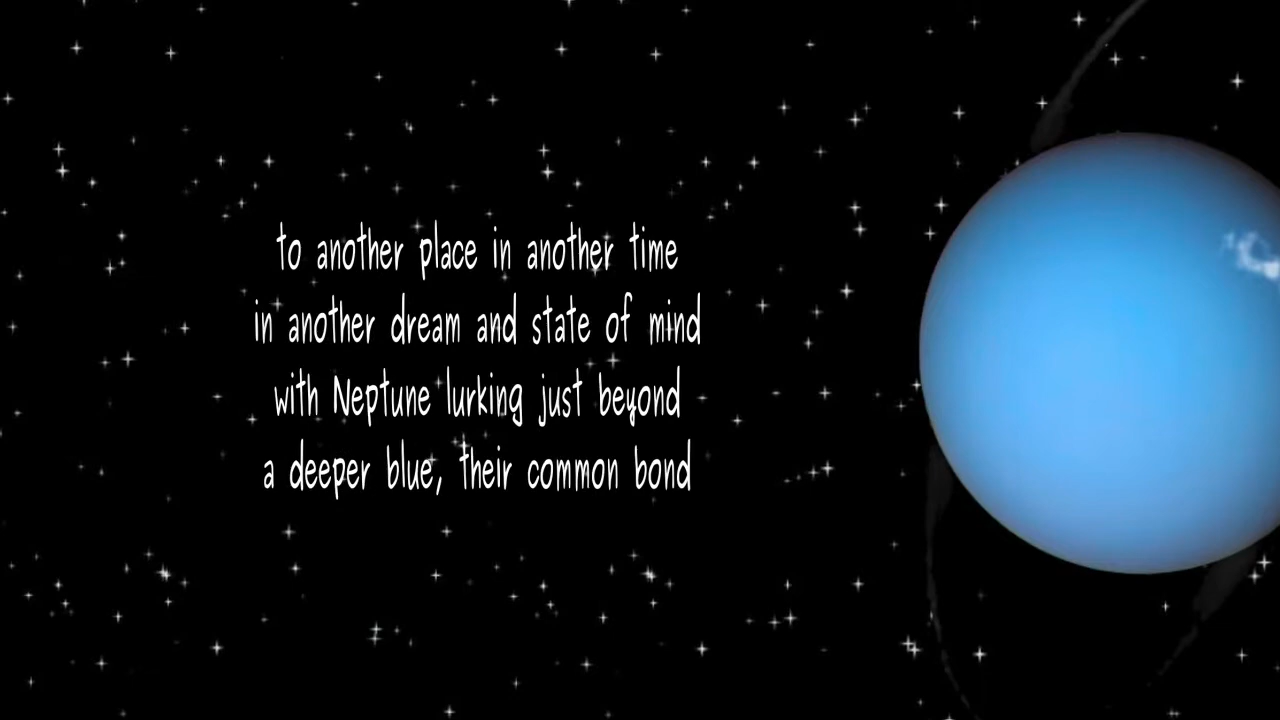 to another place in another time
in another dream and state of mind
with Neptune lurking just beyond
a deeper blue, their common bond